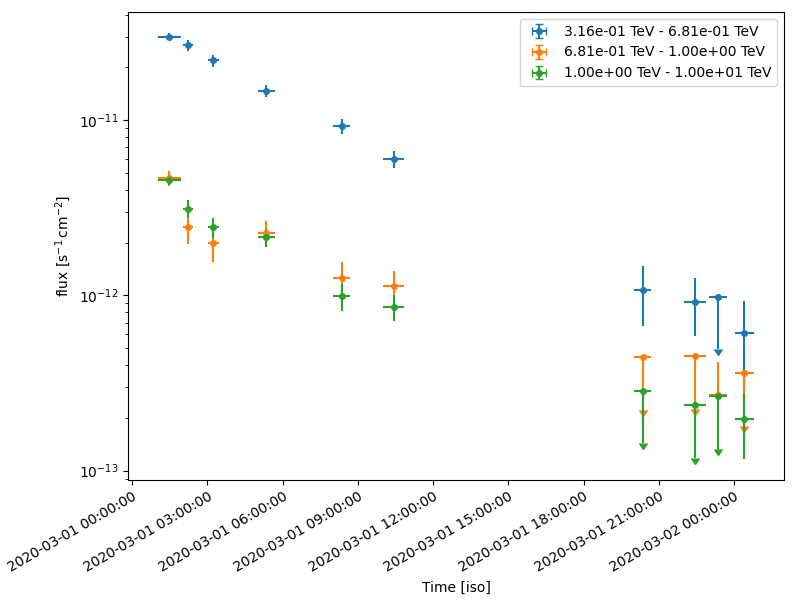 3.16e-01 TeV - 6.81e-01 TeV
6.81e-01 TeV - 1.00e+00 TeV
1.00e+00 TeV - 1.00e+01 TeV
flux [s⁻¹ cm⁻²]
10⁻¹¹
10⁻¹²
10⁻¹³
2020-03-01 00:00:00
2020-03-01 03:00:00
2020-03-01 06:00:00
2020-03-01 09:00:00
2020-03-01 12:00:00
2020-03-01 15:00:00
2020-03-01 18:00:00
2020-03-01 21:00:00
2020-03-02 00:00:00
Time [iso]